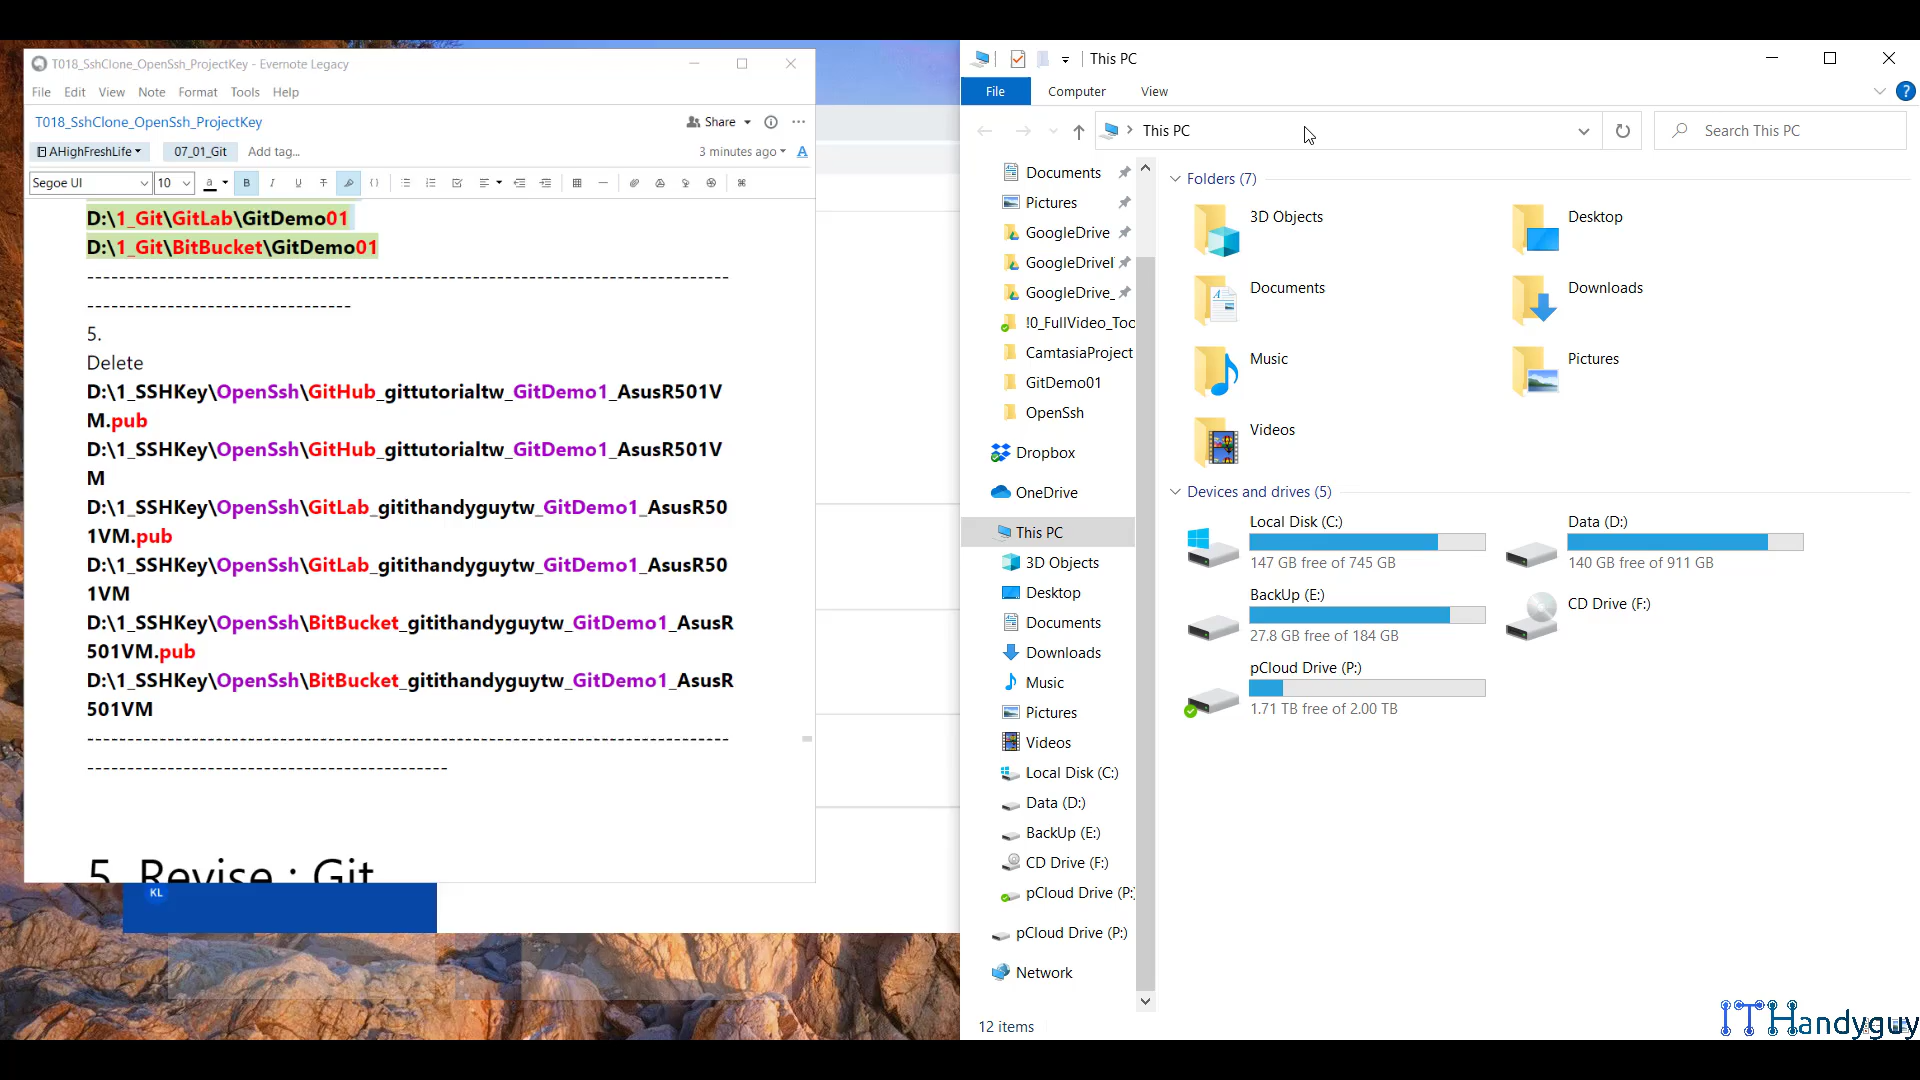 T018_SshClone_OpenSsh_ProjectKey - Evernote Legacy
File Edit View Note Format Tools Help
T018_SshClone_OpenSsh_ProjectKey
Share
AHighFreshLife
07_01_Git
Add tag...
3 minutes ago
Segoe UI
10
D:\1_Git\GitLab\GitDemo01
D:\1_Git\BitBucket\GitDemo01
--------------------------------------------------------------------------------
---------------------------------
5.
Delete
D:\1_SSHKey\OpenSsh\GitHub_gittutorialtw_GitDemo1_AsusR501V
M.pub
D:\1_SSHKey\OpenSsh\GitHub_gittutorialtw_GitDemo1_AsusR501V
M
D:\1_SSHKey\OpenSsh\GitLab_gitithandyguytw_GitDemo1_AsusR50
1VM.pub
D:\1_SSHKey\OpenSsh\GitLab_gitithandyguytw_GitDemo1_AsusR50
1VM
D:\1_SSHKey\OpenSsh\BitBucket_gitithandyguytw_GitDemo1_AsusR
501VM.pub
D:\1_SSHKey\OpenSsh\BitBucket_gitithandyguytw_GitDemo1_AsusR
501VM
--------------------------------------------------------------------------------
---------------------------------------------
5. Revise : Git
KL
This PC
File Computer View
This PC
Search This PC
Documents
Pictures
GoogleDrive
GoogleDrivel
GoogleDrive_
!0_FullVideo_Toc
CamtasiaProject
GitDemo01
OpenSsh
Dropbox
OneDrive
This PC
3D Objects
Desktop
Documents
Downloads
Music
Pictures
Videos
Local Disk (C:)
Data (D:)
BackUp (E:)
CD Drive (F:)
pCloud Drive (P:)
pCloud Drive (P:)
Network
Folders (7)
3D Objects
Desktop
Documents
Downloads
Music
Pictures
Videos
Devices and drives (5)
Local Disk (C:)
147 GB free of 745 GB
Data (D:)
140 GB free of 911 GB
BackUp (E:)
27.8 GB free of 184 GB
CD Drive (F:)
pCloud Drive (P:)
1.71 TB free of 2.00 TB
12 items
ITHandyguy